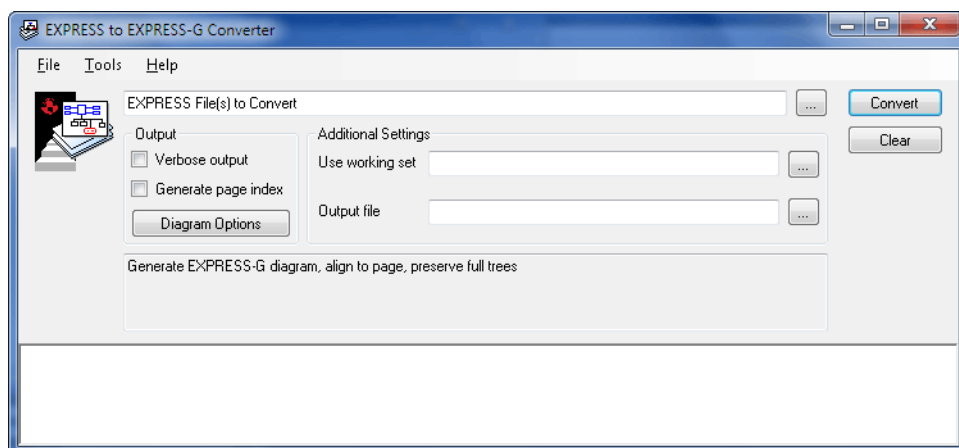 EXPRESS to EXPRESS-G Converter
File Tools Help
EXPRESS File(s) to Convert ... Convert
Output Additional Settings Clear
Verbose output Use working set ...
Generate page index
Diagram Options Output file ...
Generate EXPRESS-G diagram, align to page, preserve full trees